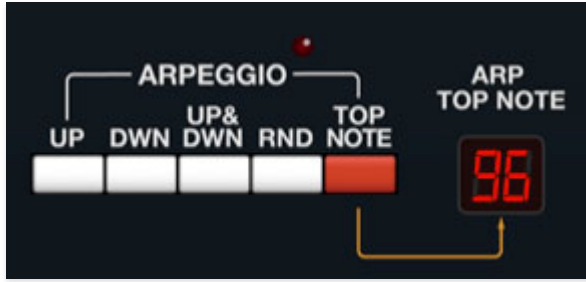 ARPEGGIO
UP DWN UP& DWN RND TOP NOTE
ARP
TOP NOTE
96